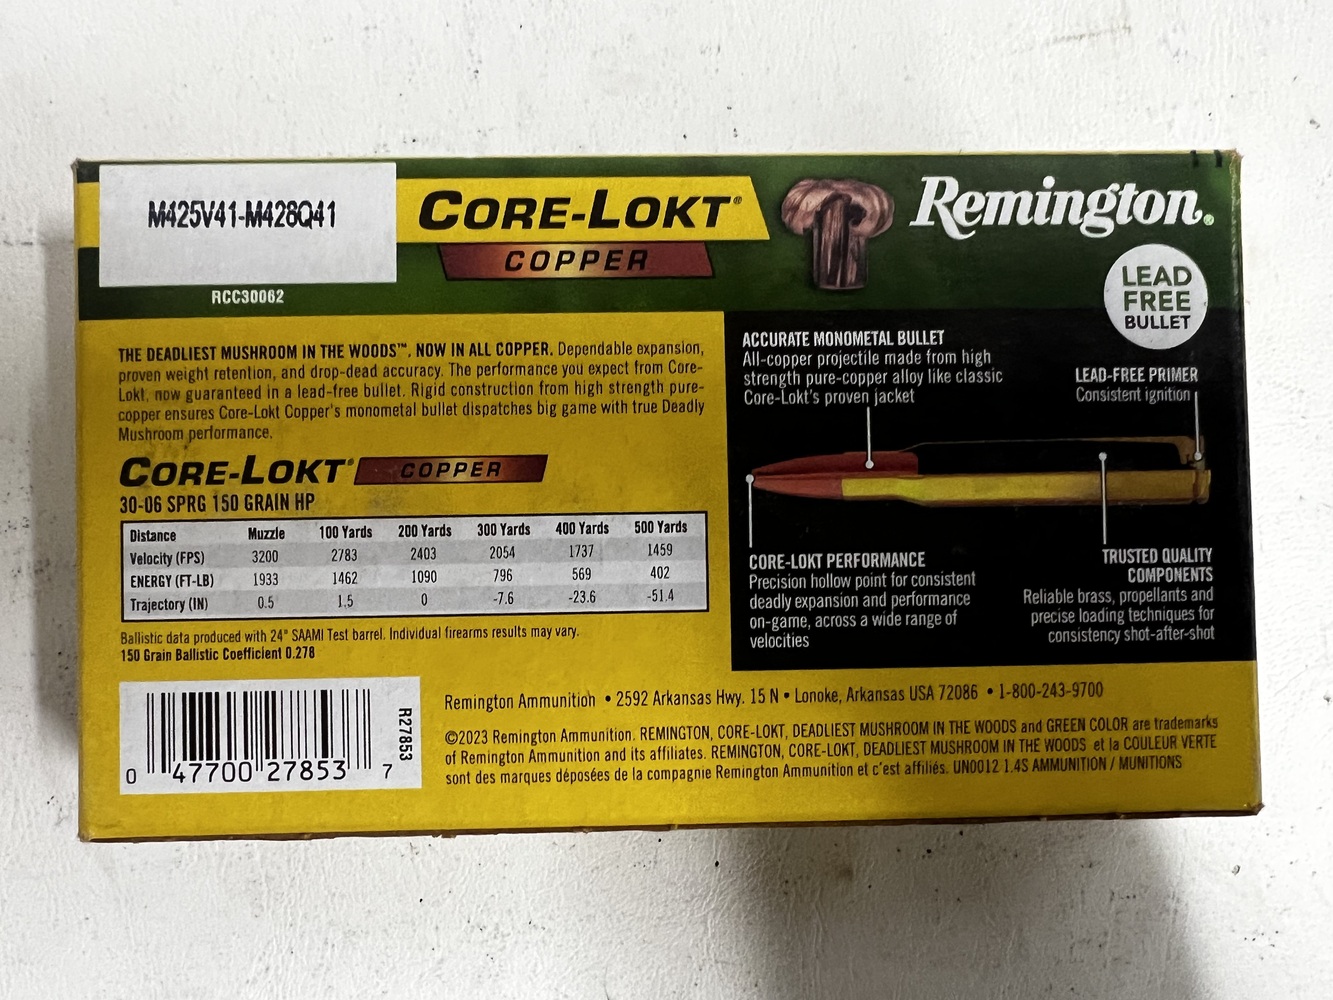 M425V41-M428Q41
RCC30062
CORE-LOKT®
COPPER
Remington®
LEAD
FREE
BULLET
THE DEADLIEST MUSHROOM IN THE WOODS™. NOW IN ALL COPPER. Dependable expansion,
proven weight retention, and drop-dead accuracy. The performance you expect from Core-
Lokt, now guaranteed in a lead-free bullet. Rigid construction from high strength pure-
copper ensures Core-Lokt Copper's monometal bullet dispatches big game with true Deadly
Mushroom performance.
CORE-LOKT® COPPER
30-06 SPRG 150 GRAIN HP
Distance Muzzle 100 Yards 200 Yards 300 Yards 400 Yards 500 Yards
Velocity (FPS) 3200 2783 2403 2054 1737 1459
ENERGY (FT-LB) 1933 1462 1090 796 569 402
Trajectory (IN) 0.5 1.5 0 -7.6 -23.6 -51.4
Ballistic data produced with 24" SAAMI Test barrel. Individual firearms results may vary.
150 Grain Ballistic Coefficient 0.278
ACCURATE MONOMETAL BULLET
All-copper projectile made from high
strength pure-copper alloy like classic
Core-Lokt's proven jacket
LEAD-FREE PRIMER
Consistent ignition
CORE-LOKT PERFORMANCE
Precision hollow point for consistent
deadly expansion and performance
on-game, across a wide range of
velocities
TRUSTED QUALITY
COMPONENTS
Reliable brass, propellants and
precise loading techniques for
consistency shot-after-shot
0 47700 27853 7
R27853
Remington Ammunition • 2592 Arkansas Hwy. 15 N • Lonoke, Arkansas USA 72086 • 1-800-243-9700
©2023 Remington Ammunition. REMINGTON, CORE-LOKT, DEADLIEST MUSHROOM IN THE WOODS and GREEN COLOR are trademarks
of Remington Ammunition and its affiliates. REMINGTON, CORE-LOKT, DEADLIEST MUSHROOM IN THE WOODS et la COULEUR VERTE
sont des marques déposées de la compagnie Remington Ammunition et c'est affiliés. UN0012 1.4S AMMUNITION / MUNITIONS